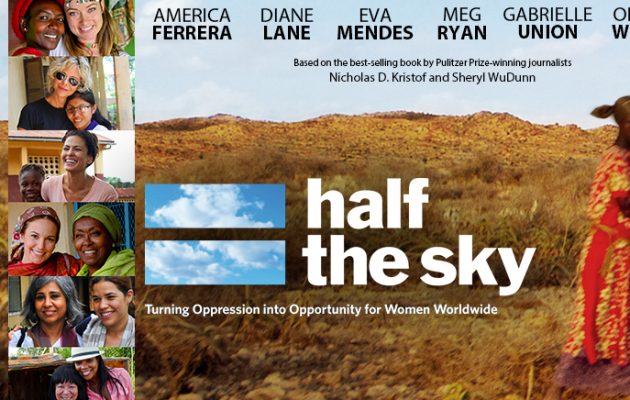 AMERICA FERRERA
DIANE LANE
EVA MENDES
MEG RYAN
GABRIELLE UNION
Based on the best-selling book by Pulitzer Prize-winning journalists
Nicholas D. Kristof and Sheryl WuDunn
half
the sky
Turning Oppression into Opportunity for Women Worldwide